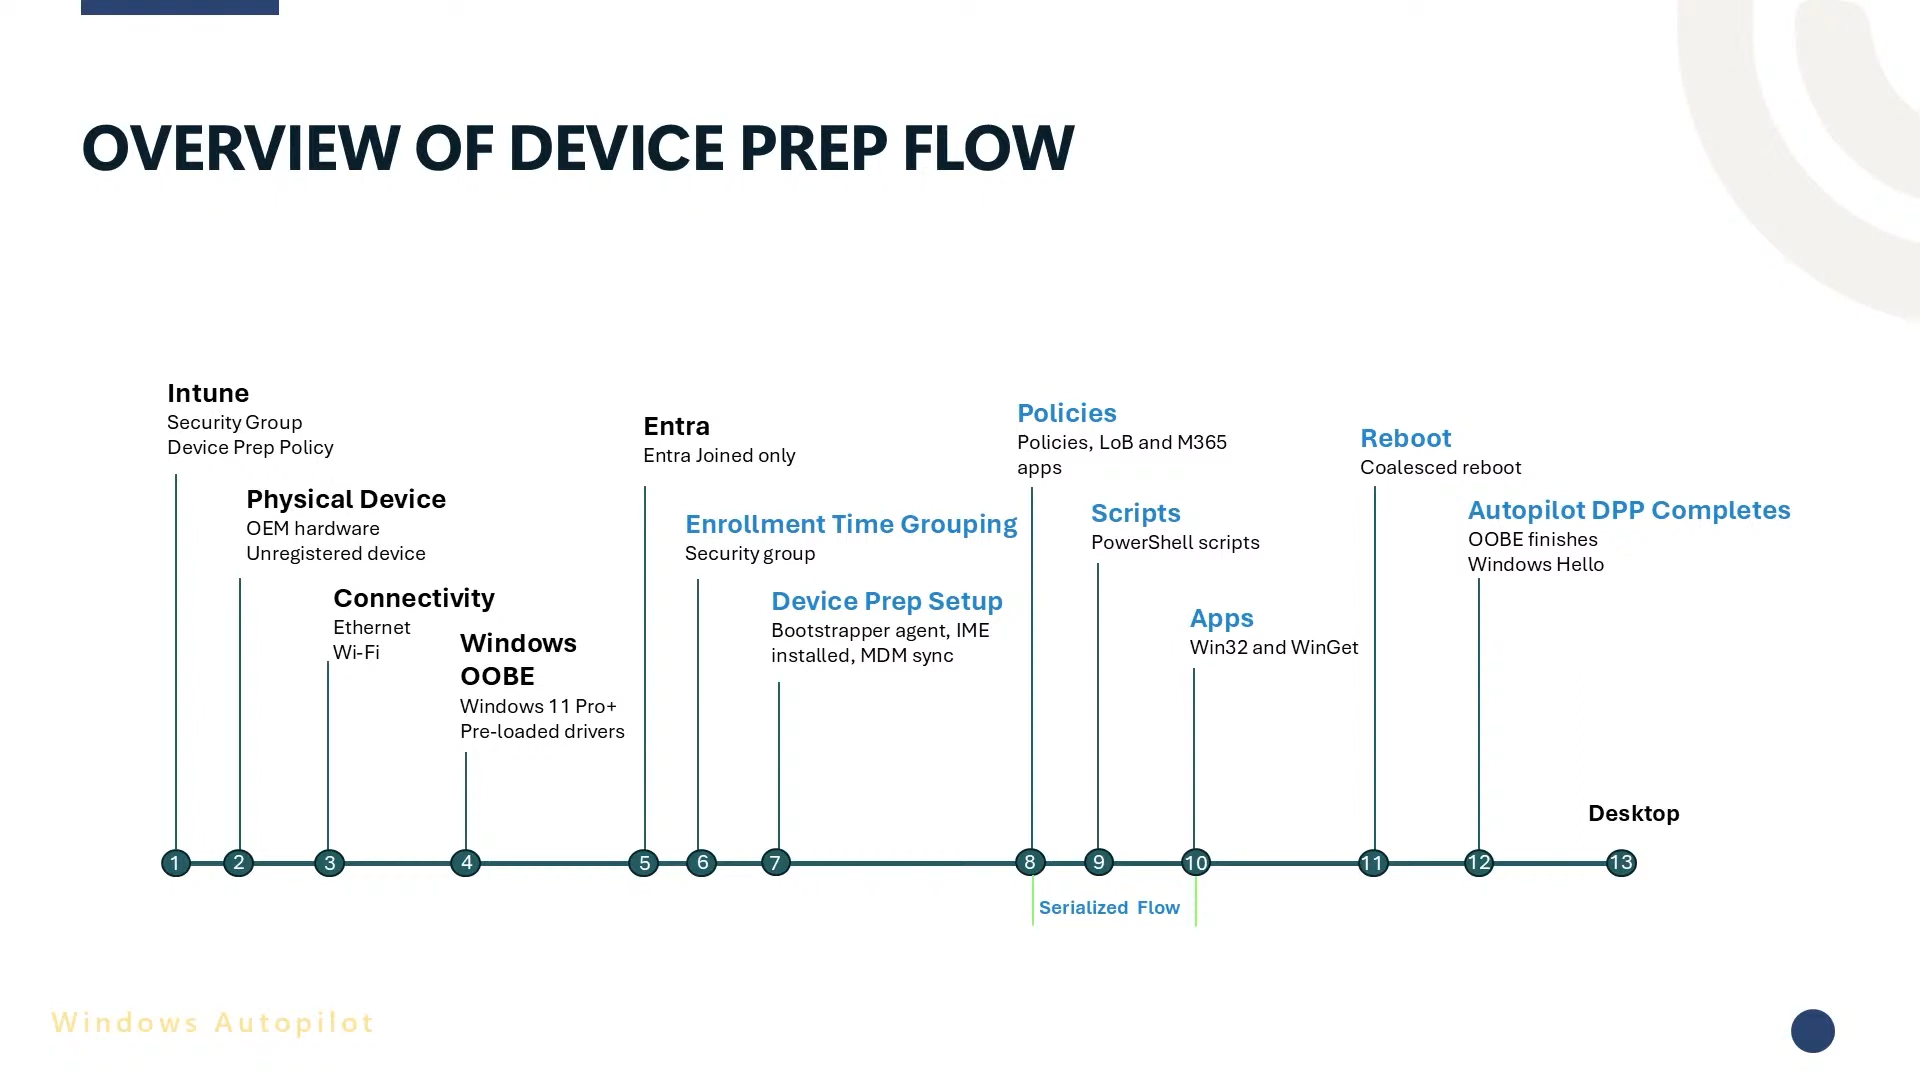 OVERVIEW OF DEVICE PREP FLOW
Intune
Security Group
Device Prep Policy
Physical Device
OEM hardware
Unregistered device
Connectivity
Ethernet
Wi-Fi
Windows
OOBE
Windows 11 Pro+
Pre-loaded drivers
Entra
Entra Joined only
Enrollment Time Grouping
Security group
Device Prep Setup
Bootstrapper agent, IME
installed, MDM sync
Policies
Policies, LoB and M365
apps
Scripts
PowerShell scripts
Apps
Win32 and WinGet
Reboot
Coalesced reboot
Autopilot DPP Completes
OOBE finishes
Windows Hello
Desktop
1 2 3 4 5 6 7 8 9 10 11 12 13
Serialized Flow
Windows Autopilot